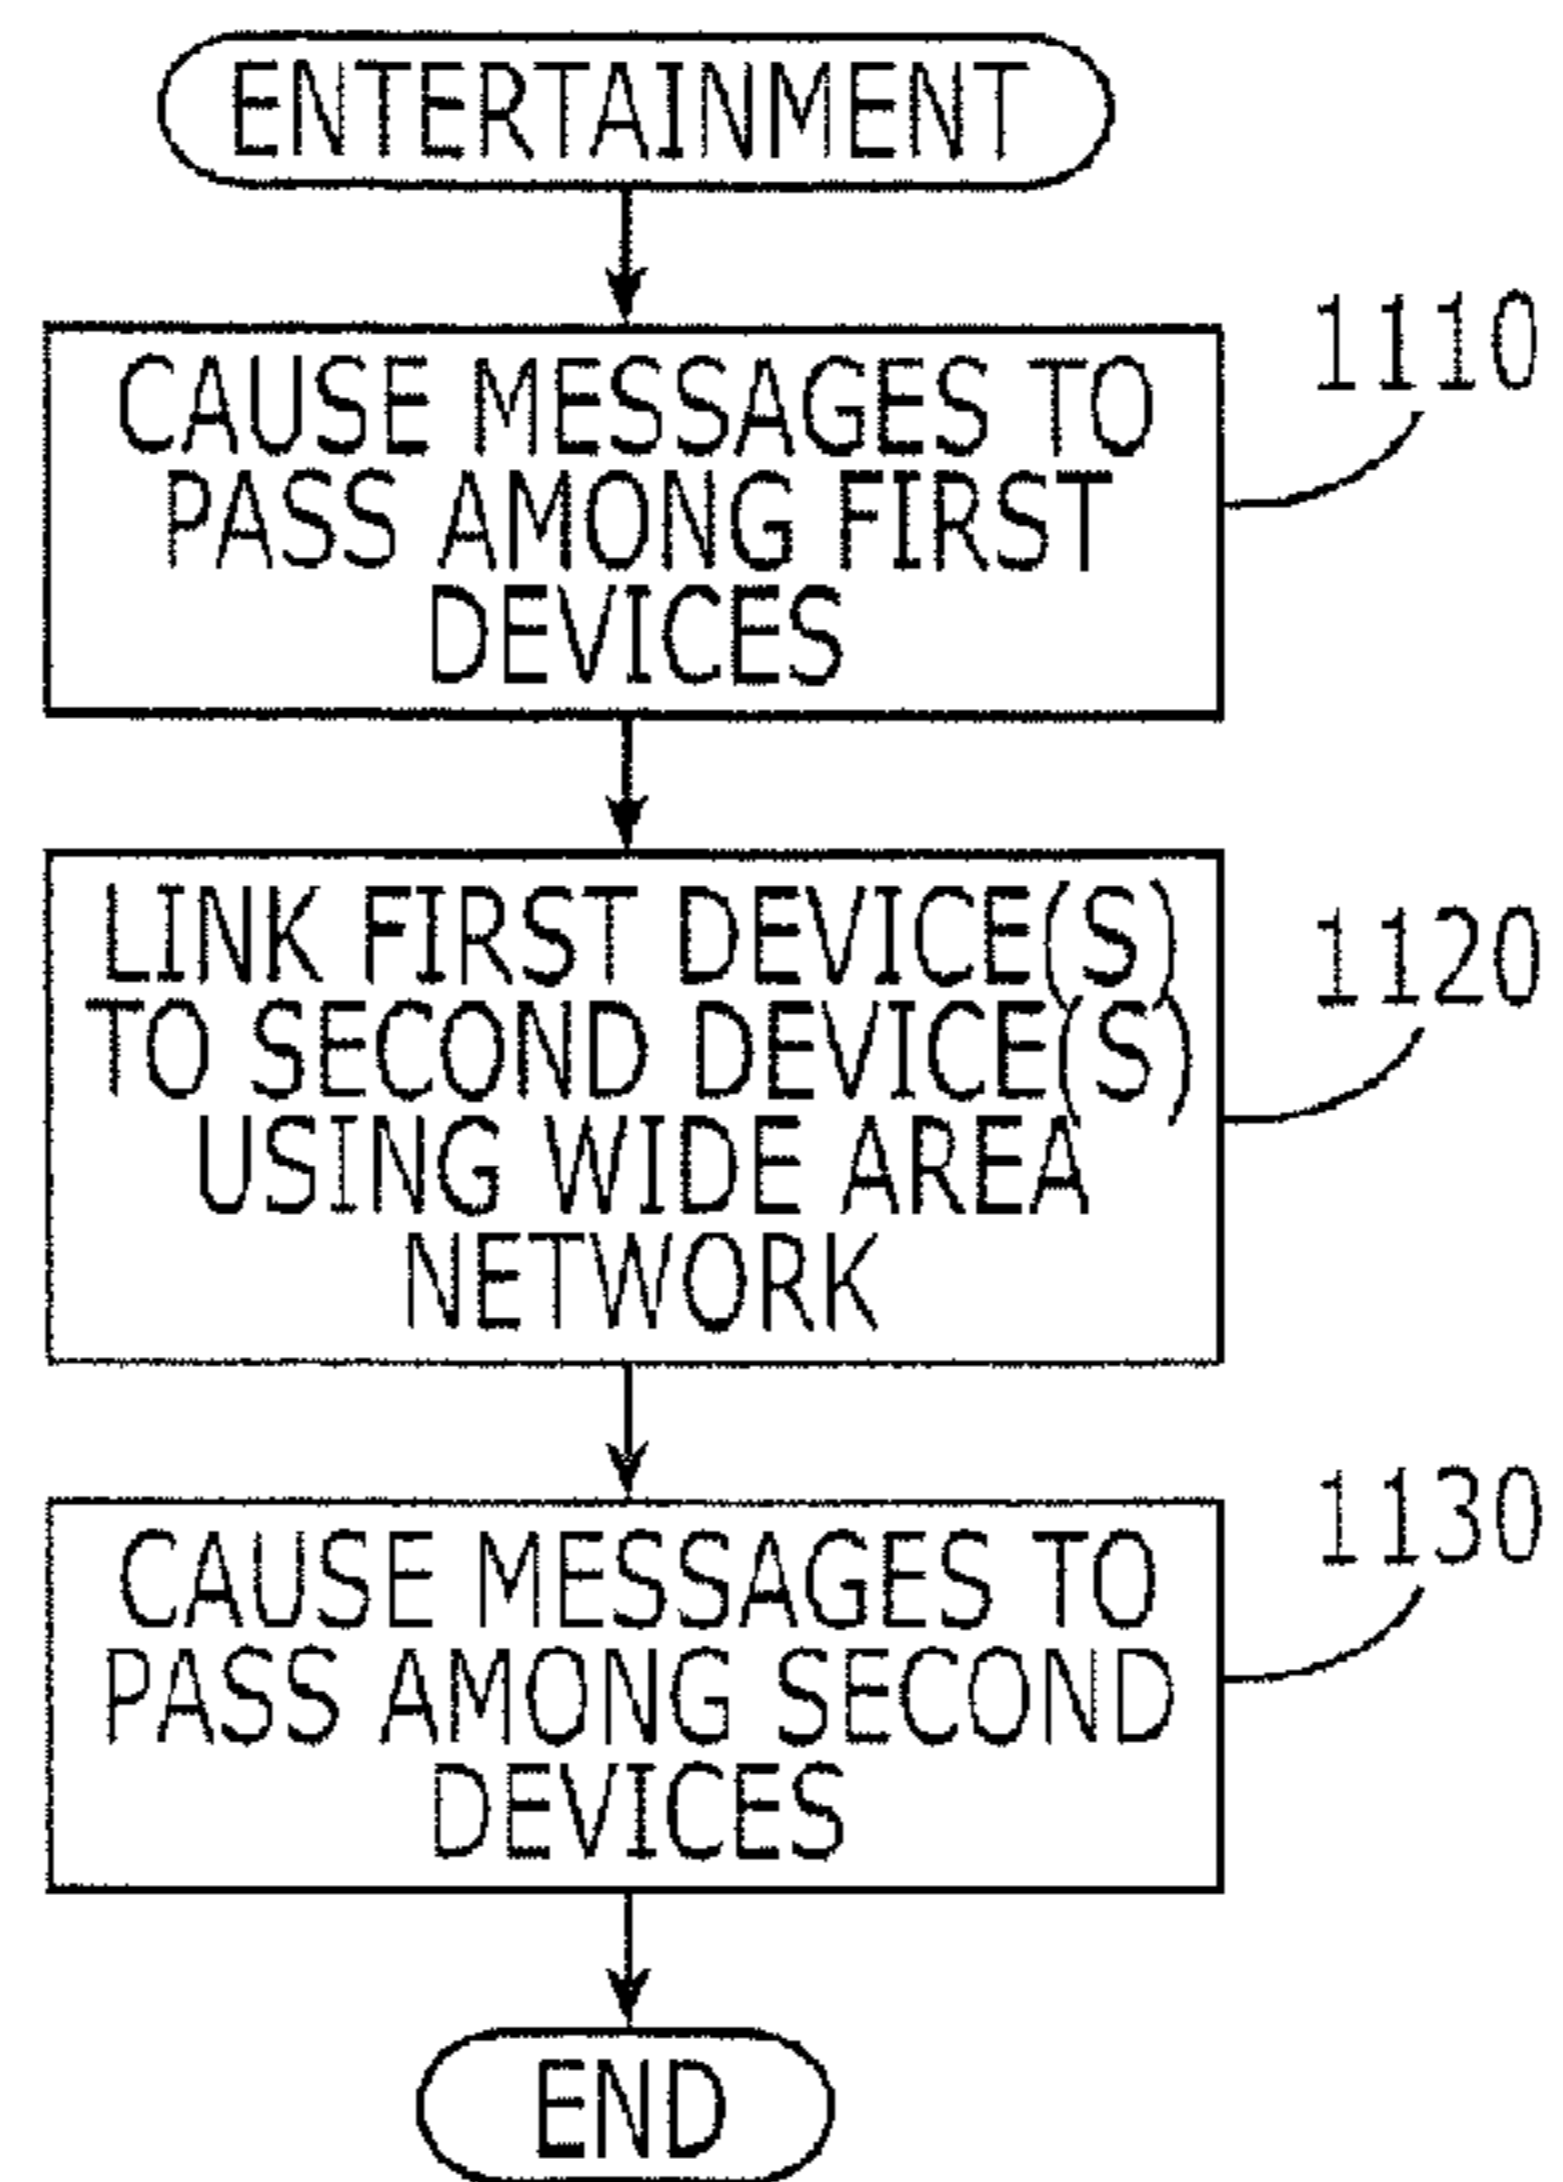 ENTERTAINMENT
CAUSE MESSAGES TO
PASS AMONG FIRST
DEVICES
1110
LINK FIRST DEVICE(S)
TO SECOND DEVICE(S)
USING WIDE AREA
NETWORK
1120
CAUSE MESSAGES TO
PASS AMONG SECOND
DEVICES
1130
END